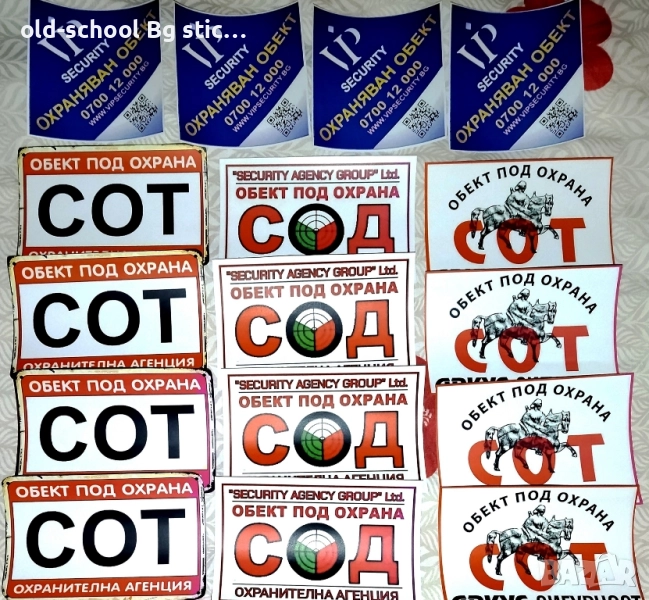 old-school Bg stic...
VIP
SECURITY
ОХРАНЯВАН ОБЕКТ
0700 12 000
WWW.VIPSECURITY.BG
VIP
SECURITY
ОХРАНЯВАН ОБЕКТ
0700 12 000
WWW.VIPSECURITY.BG
VIP
SECURITY
ОХРАНЯВАН ОБЕКТ
0700 12 000
WWW.VIPSECURITY.BG
VIP
SECURITY
ОХРАНЯВАН ОБЕКТ
0700 12 000
WWW.VIPSECURITY.BG
ОБЕКТ ПОД ОХРАНА
СОТ
ОХРАНИТЕЛНА АГЕНЦИЯ
"SECURITY AGENCY GROUP" Ltd.
ОБЕКТ ПОД ОХРАНА
СОД
ОБЕКТ ПОД ОХРАНА
СОТ
ОБЕКТ ПОД ОХРАНА
СОТ
ОХРАНИТЕЛНА АГЕНЦИЯ
"SECURITY AGENCY GROUP" Ltd.
ОБЕКТ ПОД ОХРАНА
СОД
ОХРАНИТЕЛНА АГЕНЦИЯ
ОБЕКТ ПОД ОХРАНА
СОТ
ОБЕКТ ПОД ОХРАНА
СОТ
"SECURITY AGENCY GROUP" Ltd.
ОБЕКТ ПОД ОХРАНА
СОД
ОХРАНИТЕЛНА АГЕНЦИЯ
ОБЕКТ ПОД ОХРАНА
СОТ
ОБЕКТ ПОД ОХРАНА
СОТ
ОХРАНИТЕЛНА АГЕНЦИЯ
"SECURITY AGENCY GROUP" Ltd.
ОБЕКТ ПОД ОХРАНА
СОД
ОХРАНИТЕЛНА АГЕНЦИЯ
ОБЕКТ ПОД ОХРАНА
СОТ
BAZAR